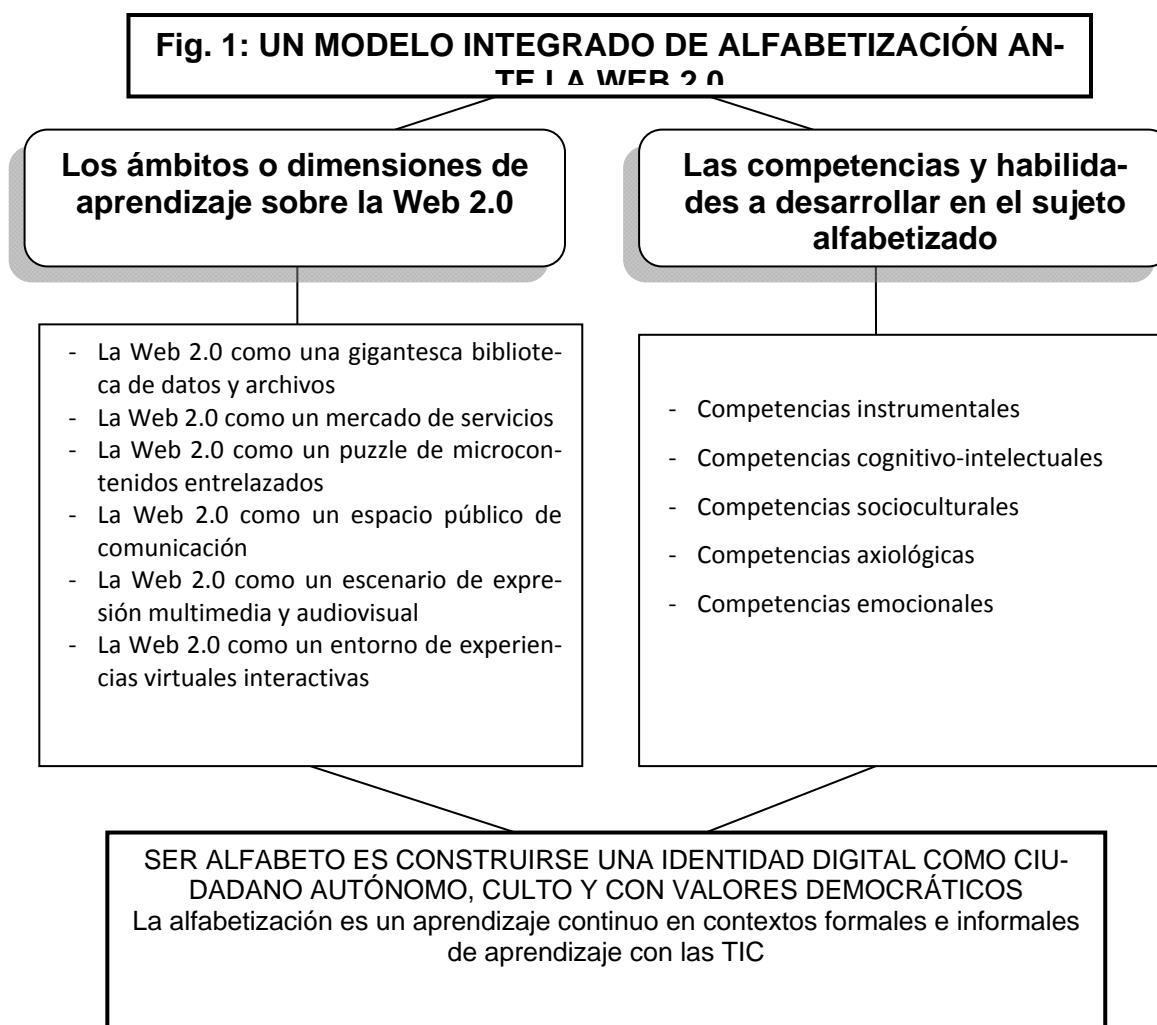 Fig. 1: UN MODELO INTEGRADO DE ALFABETIZACIÓN AN-
TE LA WEB 2.0
Los ámbitos o dimensiones de
aprendizaje sobre la Web 2.0
Las competencias y habilida-
des a desarrollar en el sujeto
alfabetizado
- La Web 2.0 como una gigantesca bibliote-
ca de datos y archivos
- La Web 2.0 como un mercado de servicios
- La Web 2.0 como un puzzle de microcon-
tenidos entrelazados
- La Web 2.0 como un espacio público de
comunicación
- La Web 2.0 como un escenario de expre-
sión multimedia y audiovisual
- La Web 2.0 como un entorno de experien-
cias virtuales interactivas
- Competencias instrumentales
- Competencias cognitivo-intelectuales
- Competencias socioculturales
- Competencias axiológicas
- Competencias emocionales
SER ALFABETO ES CONSTRUIRSE UNA IDENTIDAD DIGITAL COMO CIU-
DADANO AUTÓNOMO, CULTO Y CON VALORES DEMOCRÁTICOS
La alfabetización es un aprendizaje continuo en contextos formales e informales
de aprendizaje con las TIC